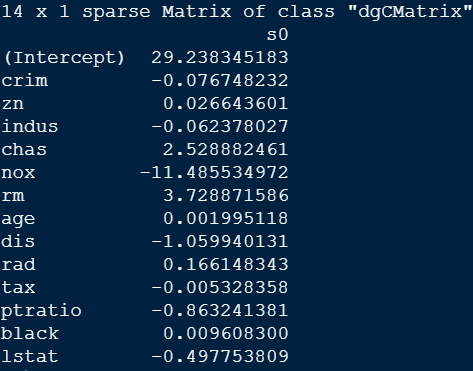 14 x 1 sparse Matrix of class "dgCMatrix"
s0
(Intercept) 29.238345183
crim -0.076748232
zn 0.026643601
indus -0.062378027
chas 2.528882461
nox -11.485534972
rm 3.728871586
age 0.001995118
dis -1.059940131
rad 0.166148343
tax -0.005328358
ptratio -0.863241381
black 0.009608300
lstat -0.497753809